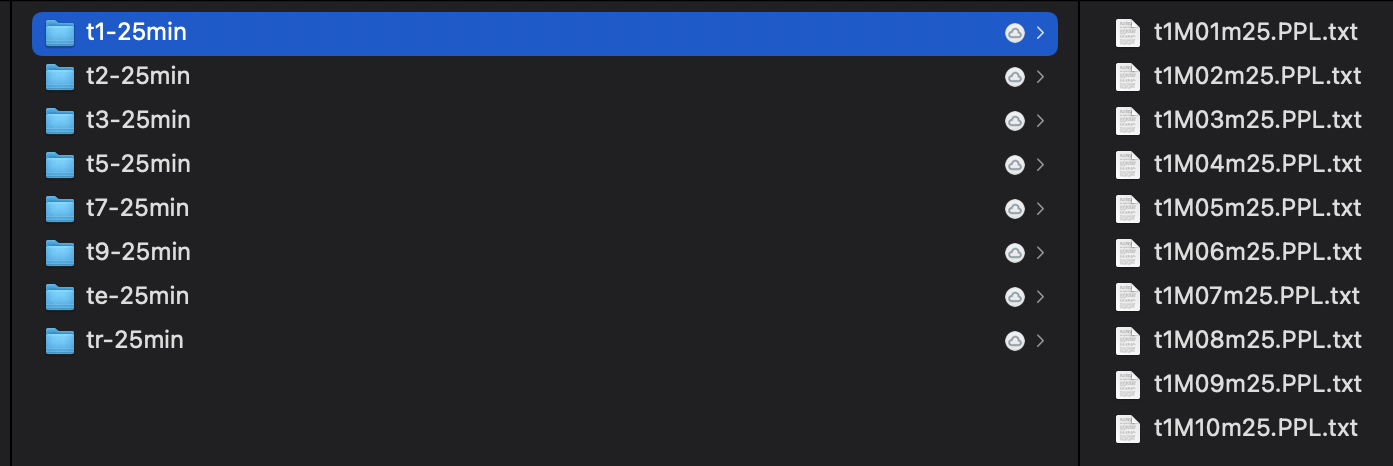 t1-25min
t2-25min
t3-25min
t5-25min
t7-25min
t9-25min
te-25min
tr-25min
t1M01m25.PPL.txt
t1M02m25.PPL.txt
t1M03m25.PPL.txt
t1M04m25.PPL.txt
t1M05m25.PPL.txt
t1M06m25.PPL.txt
t1M07m25.PPL.txt
t1M08m25.PPL.txt
t1M09m25.PPL.txt
t1M10m25.PPL.txt